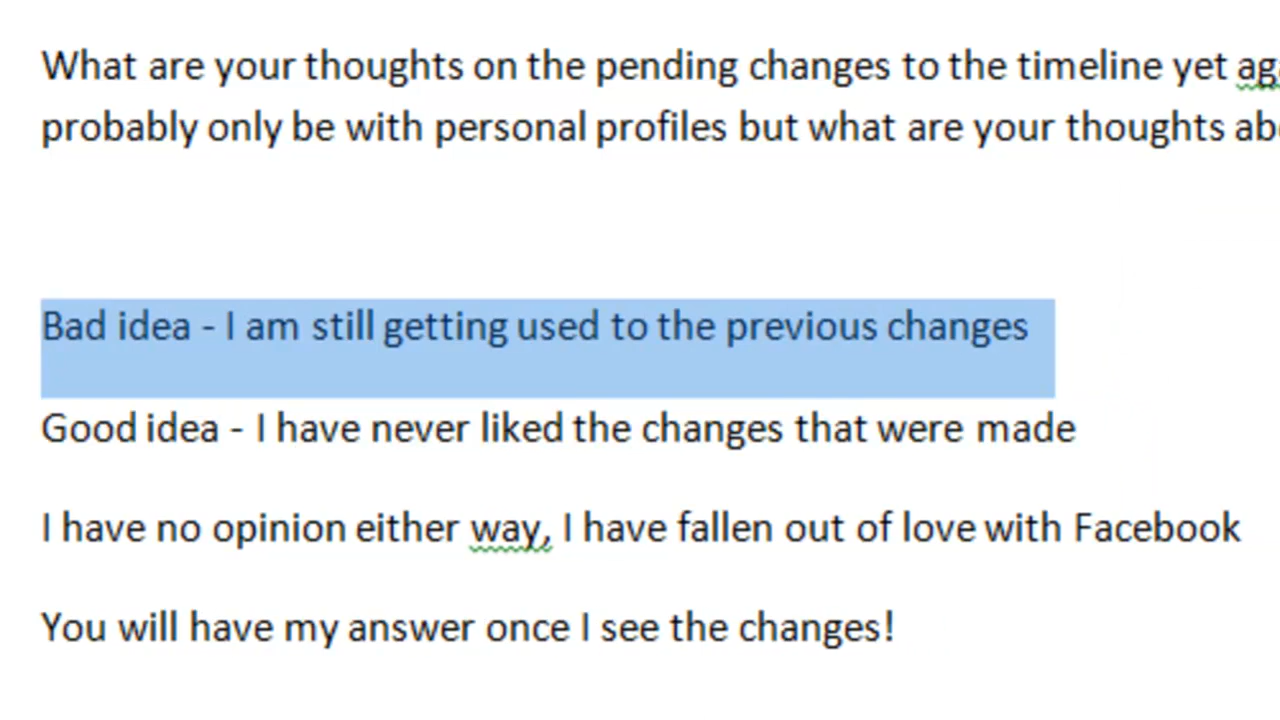 What are your thoughts on the pending changes to the timeline yet
probably only be with personal profiles but what are your thoughts
Bad idea - I am still getting used to the previous changes
Good idea - I have never liked the changes that were made
I have no opinion either way, I have fallen out of love with Facebook
You will have my answer once I see the changes!